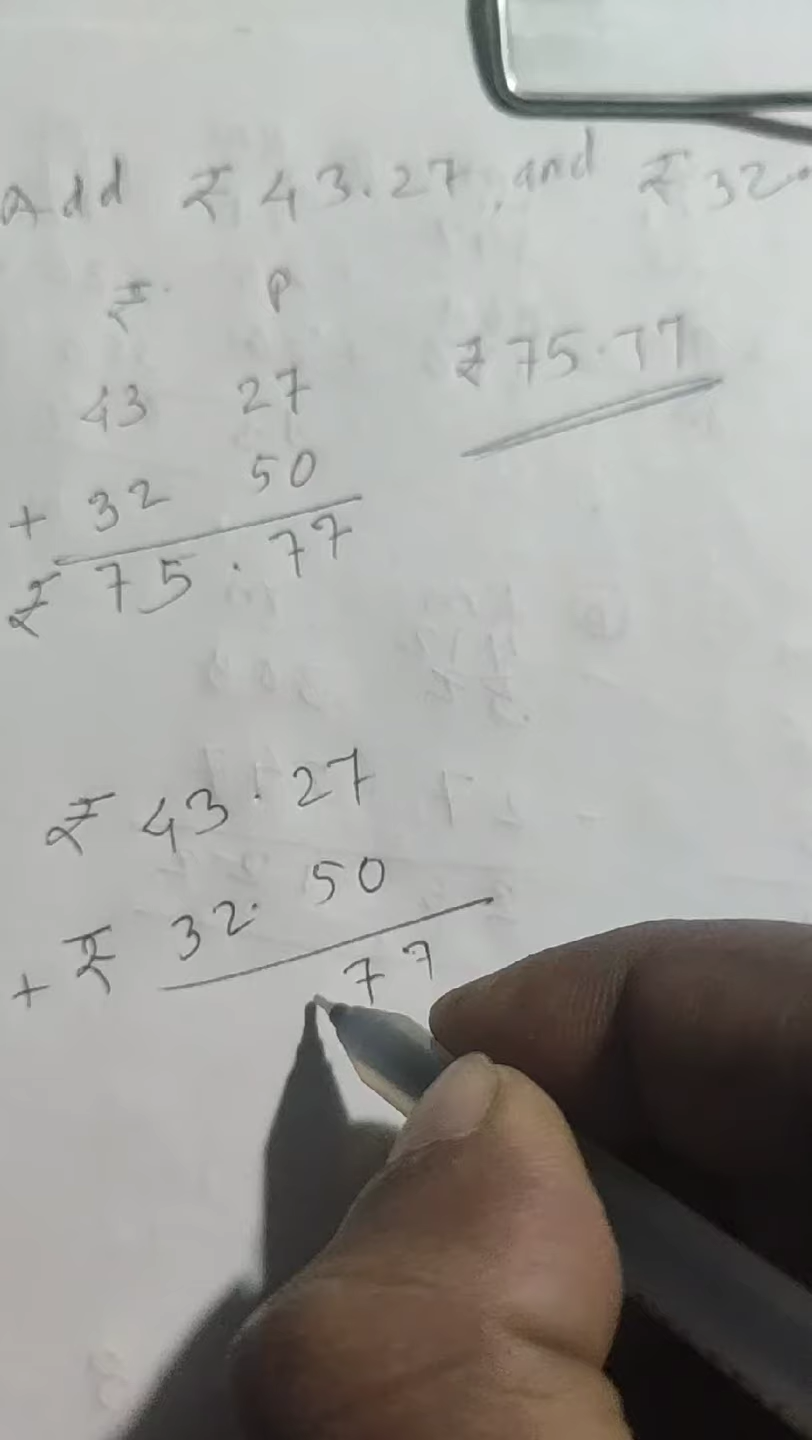 Add ₹ 43.27, and ₹ 32.
₹ P
43 27
₹ 75.77
+ 32 50
₹ 75.77
₹ 43.27
+ ₹ 32.50
77